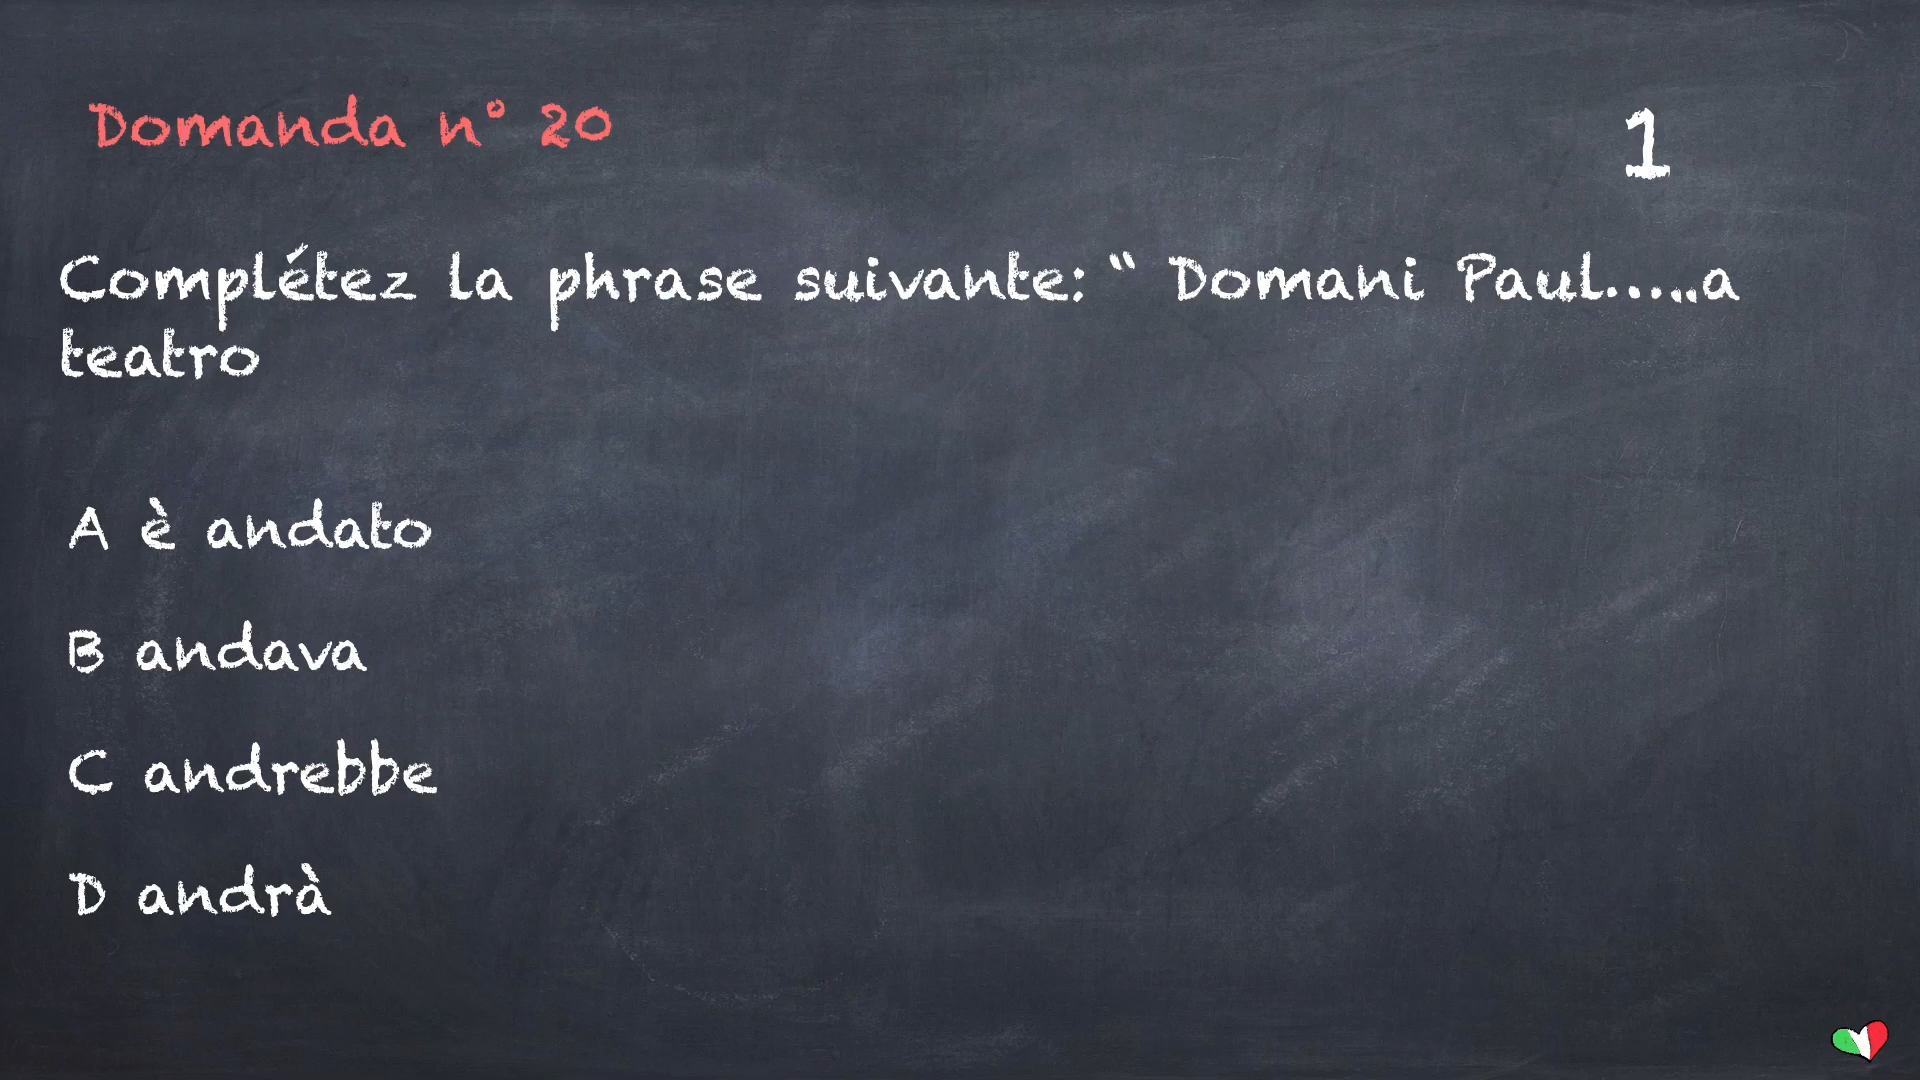 Domanda n° 20
1
Complétez la phrase suivante: “ Domani Paul.....a
teatro
A è andato
B andava
C andrebbe
D andrà